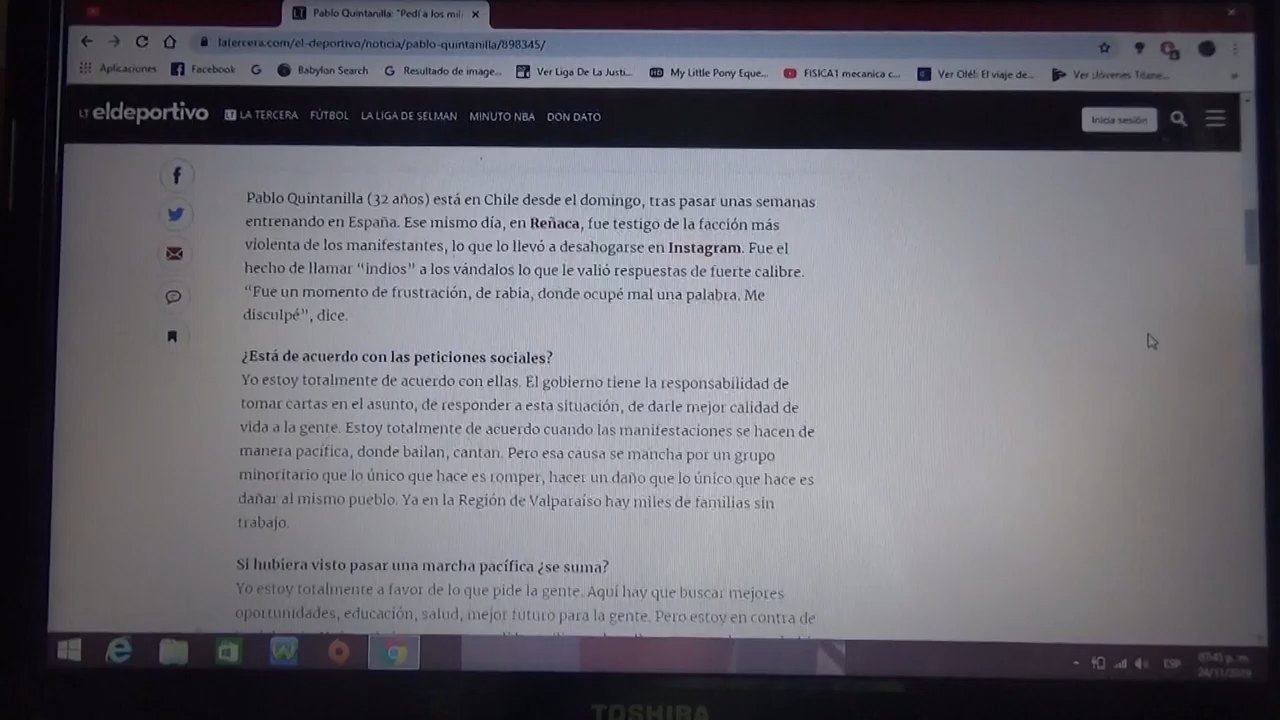 Pablo Quintanilla: "Pedí a los mil
latercera.com/el-deportivo/noticia/pablo-quintanilla/898345/
Aplicaciones Facebook Babylon Search Resultado de image... Ver Liga De La Justi... My Little Pony Eque... FISICA1 mecanica c... Ver Olé!: El viaje de... Ver Jóvenes Titane...
LT eldeportivo LT LA TERCERA FÚTBOL LA LIGA DE SELMAN MINUTO NBA DON DATO Inicia sesión
Pablo Quintanilla (32 años) está en Chile desde el domingo, tras pasar unas semanas
entrenando en España. Ese mismo día, en Reñaca, fue testigo de la facción más
violenta de los manifestantes, lo que lo llevó a desahogarse en Instagram. Fue el
hecho de llamar “indios” a los vándalos lo que le valió respuestas de fuerte calibre.
“Fue un momento de frustración, de rabia, donde ocupé mal una palabra. Me
disculpé”, dice.
¿Está de acuerdo con las peticiones sociales?
Yo estoy totalmente de acuerdo con ellas. El gobierno tiene la responsabilidad de
tomar cartas en el asunto, de responder a esta situación, de darle mejor calidad de
vida a la gente. Estoy totalmente de acuerdo cuando las manifestaciones se hacen de
manera pacífica, donde bailan, cantan. Pero esa causa se mancha por un grupo
minoritario que lo único que hace es romper, hacer un daño que lo único que hace es
dañar al mismo pueblo. Ya en la Región de Valparaíso hay miles de familias sin
trabajo.
Si hubiera visto pasar una marcha pacífica ¿se suma?
Yo estoy totalmente a favor de lo que pide la gente. Aquí hay que buscar mejores
oportunidades, educación, salud, mejor futuro para la gente. Pero estoy en contra de
ESP 07:45 p. m.
24/11/2019
TOSHIBA